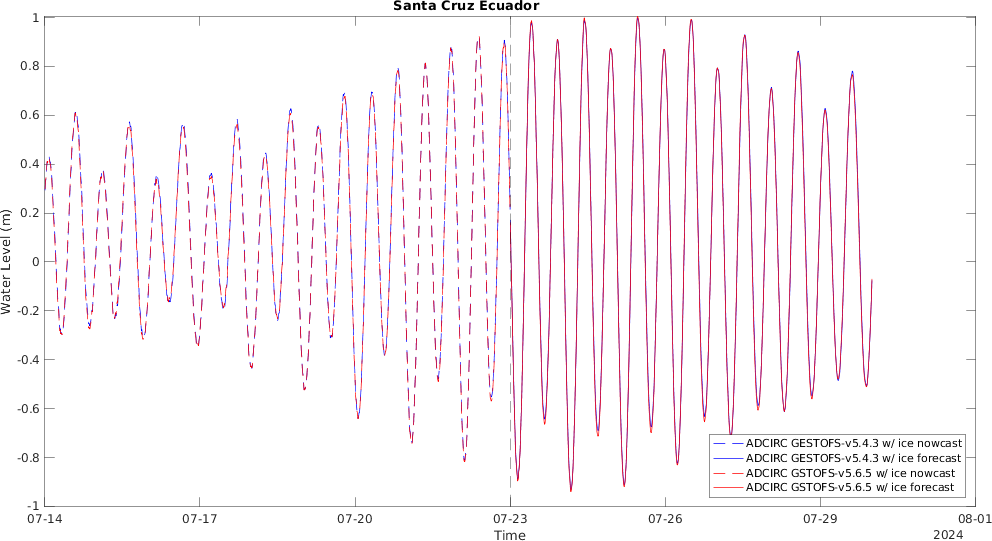 Santa Cruz Ecuador
1
0.8
0.6
0.4
0.2
0
-0.2
-0.4
-0.6
-0.8
-1
Water Level (m)
ADCIRC GESTOFS-v5.4.3 w/ ice nowcast
ADCIRC GESTOFS-v5.4.3 w/ ice forecast
ADCIRC GSTOFS-v5.6.5 w/ ice nowcast
ADCIRC GSTOFS-v5.6.5 w/ ice forecast
07-14 07-17 07-20 07-23 07-26 07-29 08-01
Time
2024